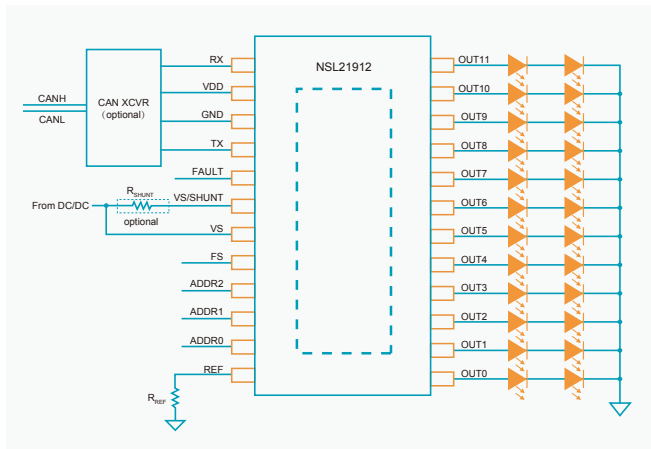 NSL21912
CANH
CANL
CAN XCVR
(optional)
RX
VDD
GND
TX
FAULT
RSHUNT
From DC/DC
optional
VS/SHUNT
VS
FS
ADDR2
ADDR1
ADDR0
REF
RREF
OUT11
OUT10
OUT9
OUT8
OUT7
OUT6
OUT5
OUT4
OUT3
OUT2
OUT1
OUT0